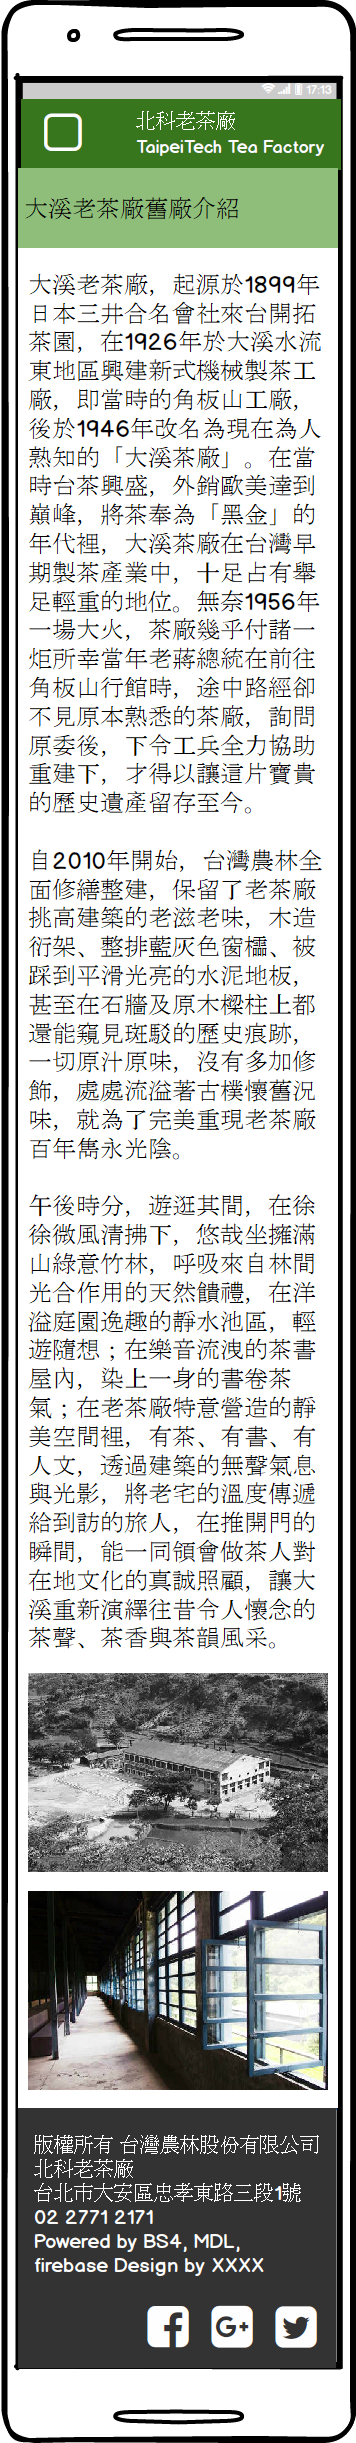 17:13
北科老茶廠
TaipeiTech Tea Factory
大溪老茶廠舊廠介紹
大溪老茶廠，起源於1899年
日本三井合名會社來台開拓
茶園，在1926年於大溪水流
東地區興建新式機械製茶工
廠，即當時的角板山工廠，
後於1946年改名為現在為人
熟知的「大溪茶廠」。在當
時台茶興盛，外銷歐美達到
巔峰，將茶奉為「黑金」的
年代裡，大溪茶廠在台灣早
期製茶產業中，十足占有舉
足輕重的地位。無奈1956年
一場大火，茶廠幾乎付諸一
炬所幸當年老蔣總統在前往
角板山行館時，途中路經卻
不見原本熟悉的茶廠，詢問
原委後，下令工兵全力協助
重建下，才得以讓這片寶貴
的歷史遺產留存至今。
自2010年開始，台灣農林全
面修繕整建，保留了老茶廠
挑高建築的老滋老味，木造
衍架、整排藍灰色窗櫺、被
踩到平滑光亮的水泥地板，
甚至在石牆及原木樑柱上都
還能窺見斑駁的歷史痕跡，
一切原汁原味，沒有多加修
飾，處處流溢著古樸懷舊況
味，就為了完美重現老茶廠
百年雋永光陰。
午後時分，遊逛其間，在徐
徐微風清拂下，悠哉坐擁滿
山綠意竹林，呼吸來自林間
光合作用的天然饋禮，在洋
溢庭園逸趣的靜水池區，輕
遊隨想；在樂音流洩的茶書
屋內，染上一身的書卷茶
氣；在老茶廠特意營造的靜
美空間裡，有茶、有書、有
人文，透過建築的無聲氣息
與光影，將老宅的溫度傳遞
給到訪的旅人，在推開門的
瞬間，能一同領會做茶人對
在地文化的真誠照顧，讓大
溪重新演繹往昔令人懷念的
茶聲、茶香與茶韻風采。
版權所有 台灣農林股份有限公司
北科老茶廠
台北市大安區忠孝東路三段1號
02 2771 2171
Powered by BS4, MDL,
firebase Design by XXXX